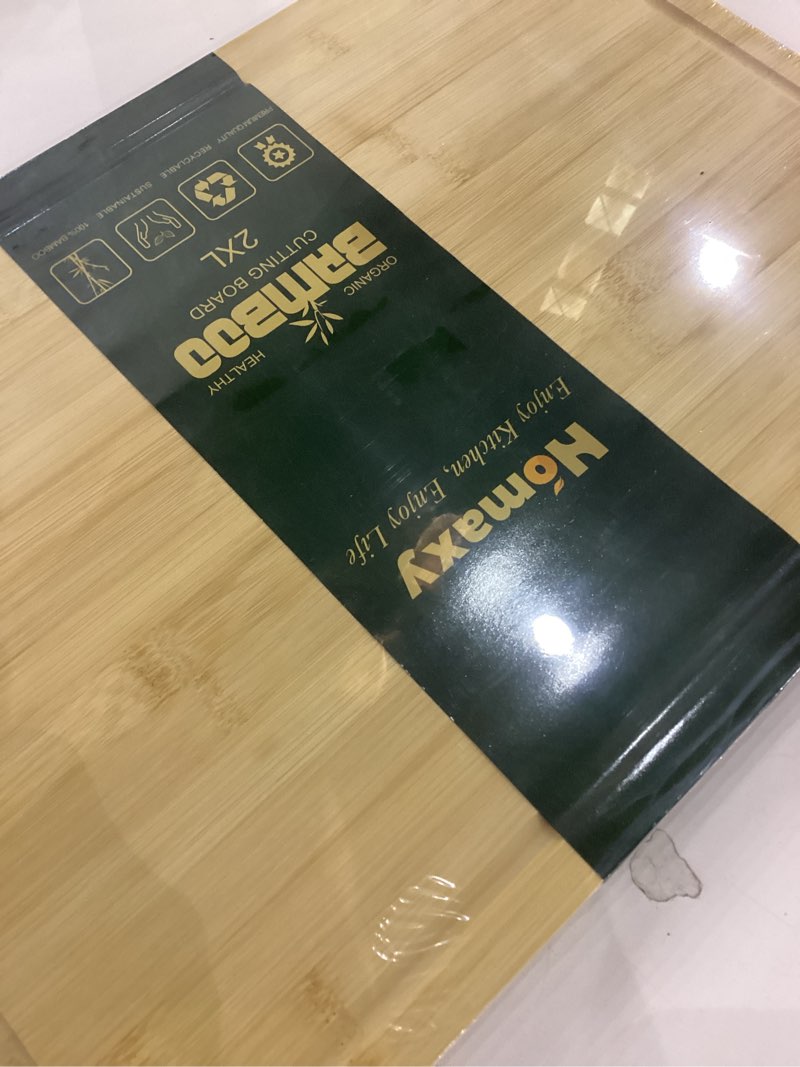 Homaxy
Enjoy Kitchen, Enjoy Life
HEALTHY
ORGANIC
BAMBOO
CUTTING BOARD
2XL
PREMIUM QUALITY
RECYCLABLE
SUSTAINABLE
100% BAMBOO